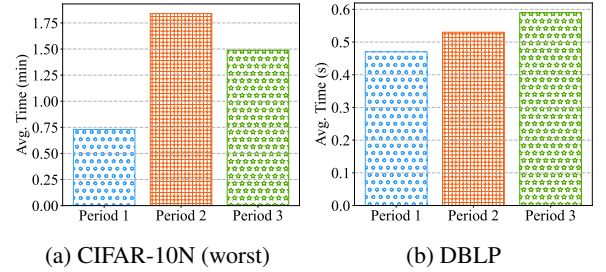 Avg. Time (min)
1.75
1.50
1.25
1.00
0.75
0.50
0.25
0.00
Period 1 Period 2 Period 3
(a) CIFAR-10N (worst)
Avg. Time (s)
0.6
0.5
0.4
0.3
0.2
0.1
0.0
Period 1 Period 2 Period 3
(b) DBLP